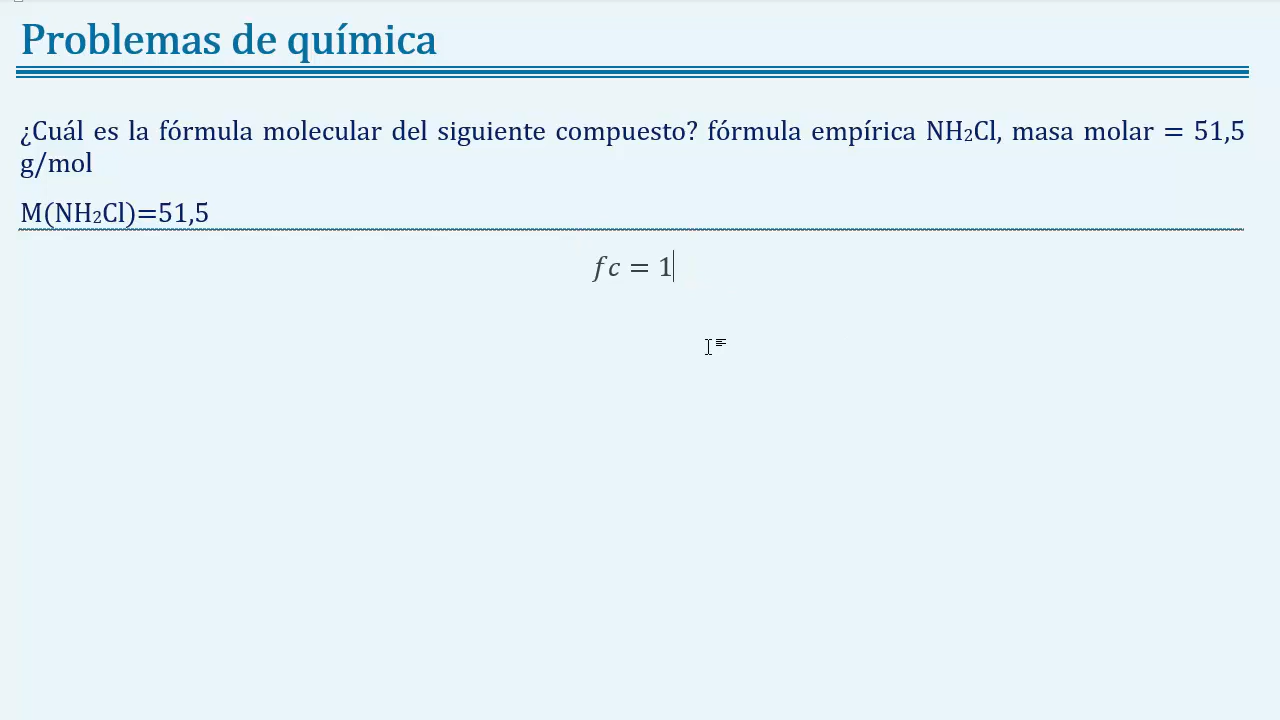 Problemas de química
¿Cuál es la fórmula molecular del siguiente compuesto? fórmula empírica NH₂Cl, masa molar = 51,5
g/mol
M(NH₂Cl)=51,5
fc = 1